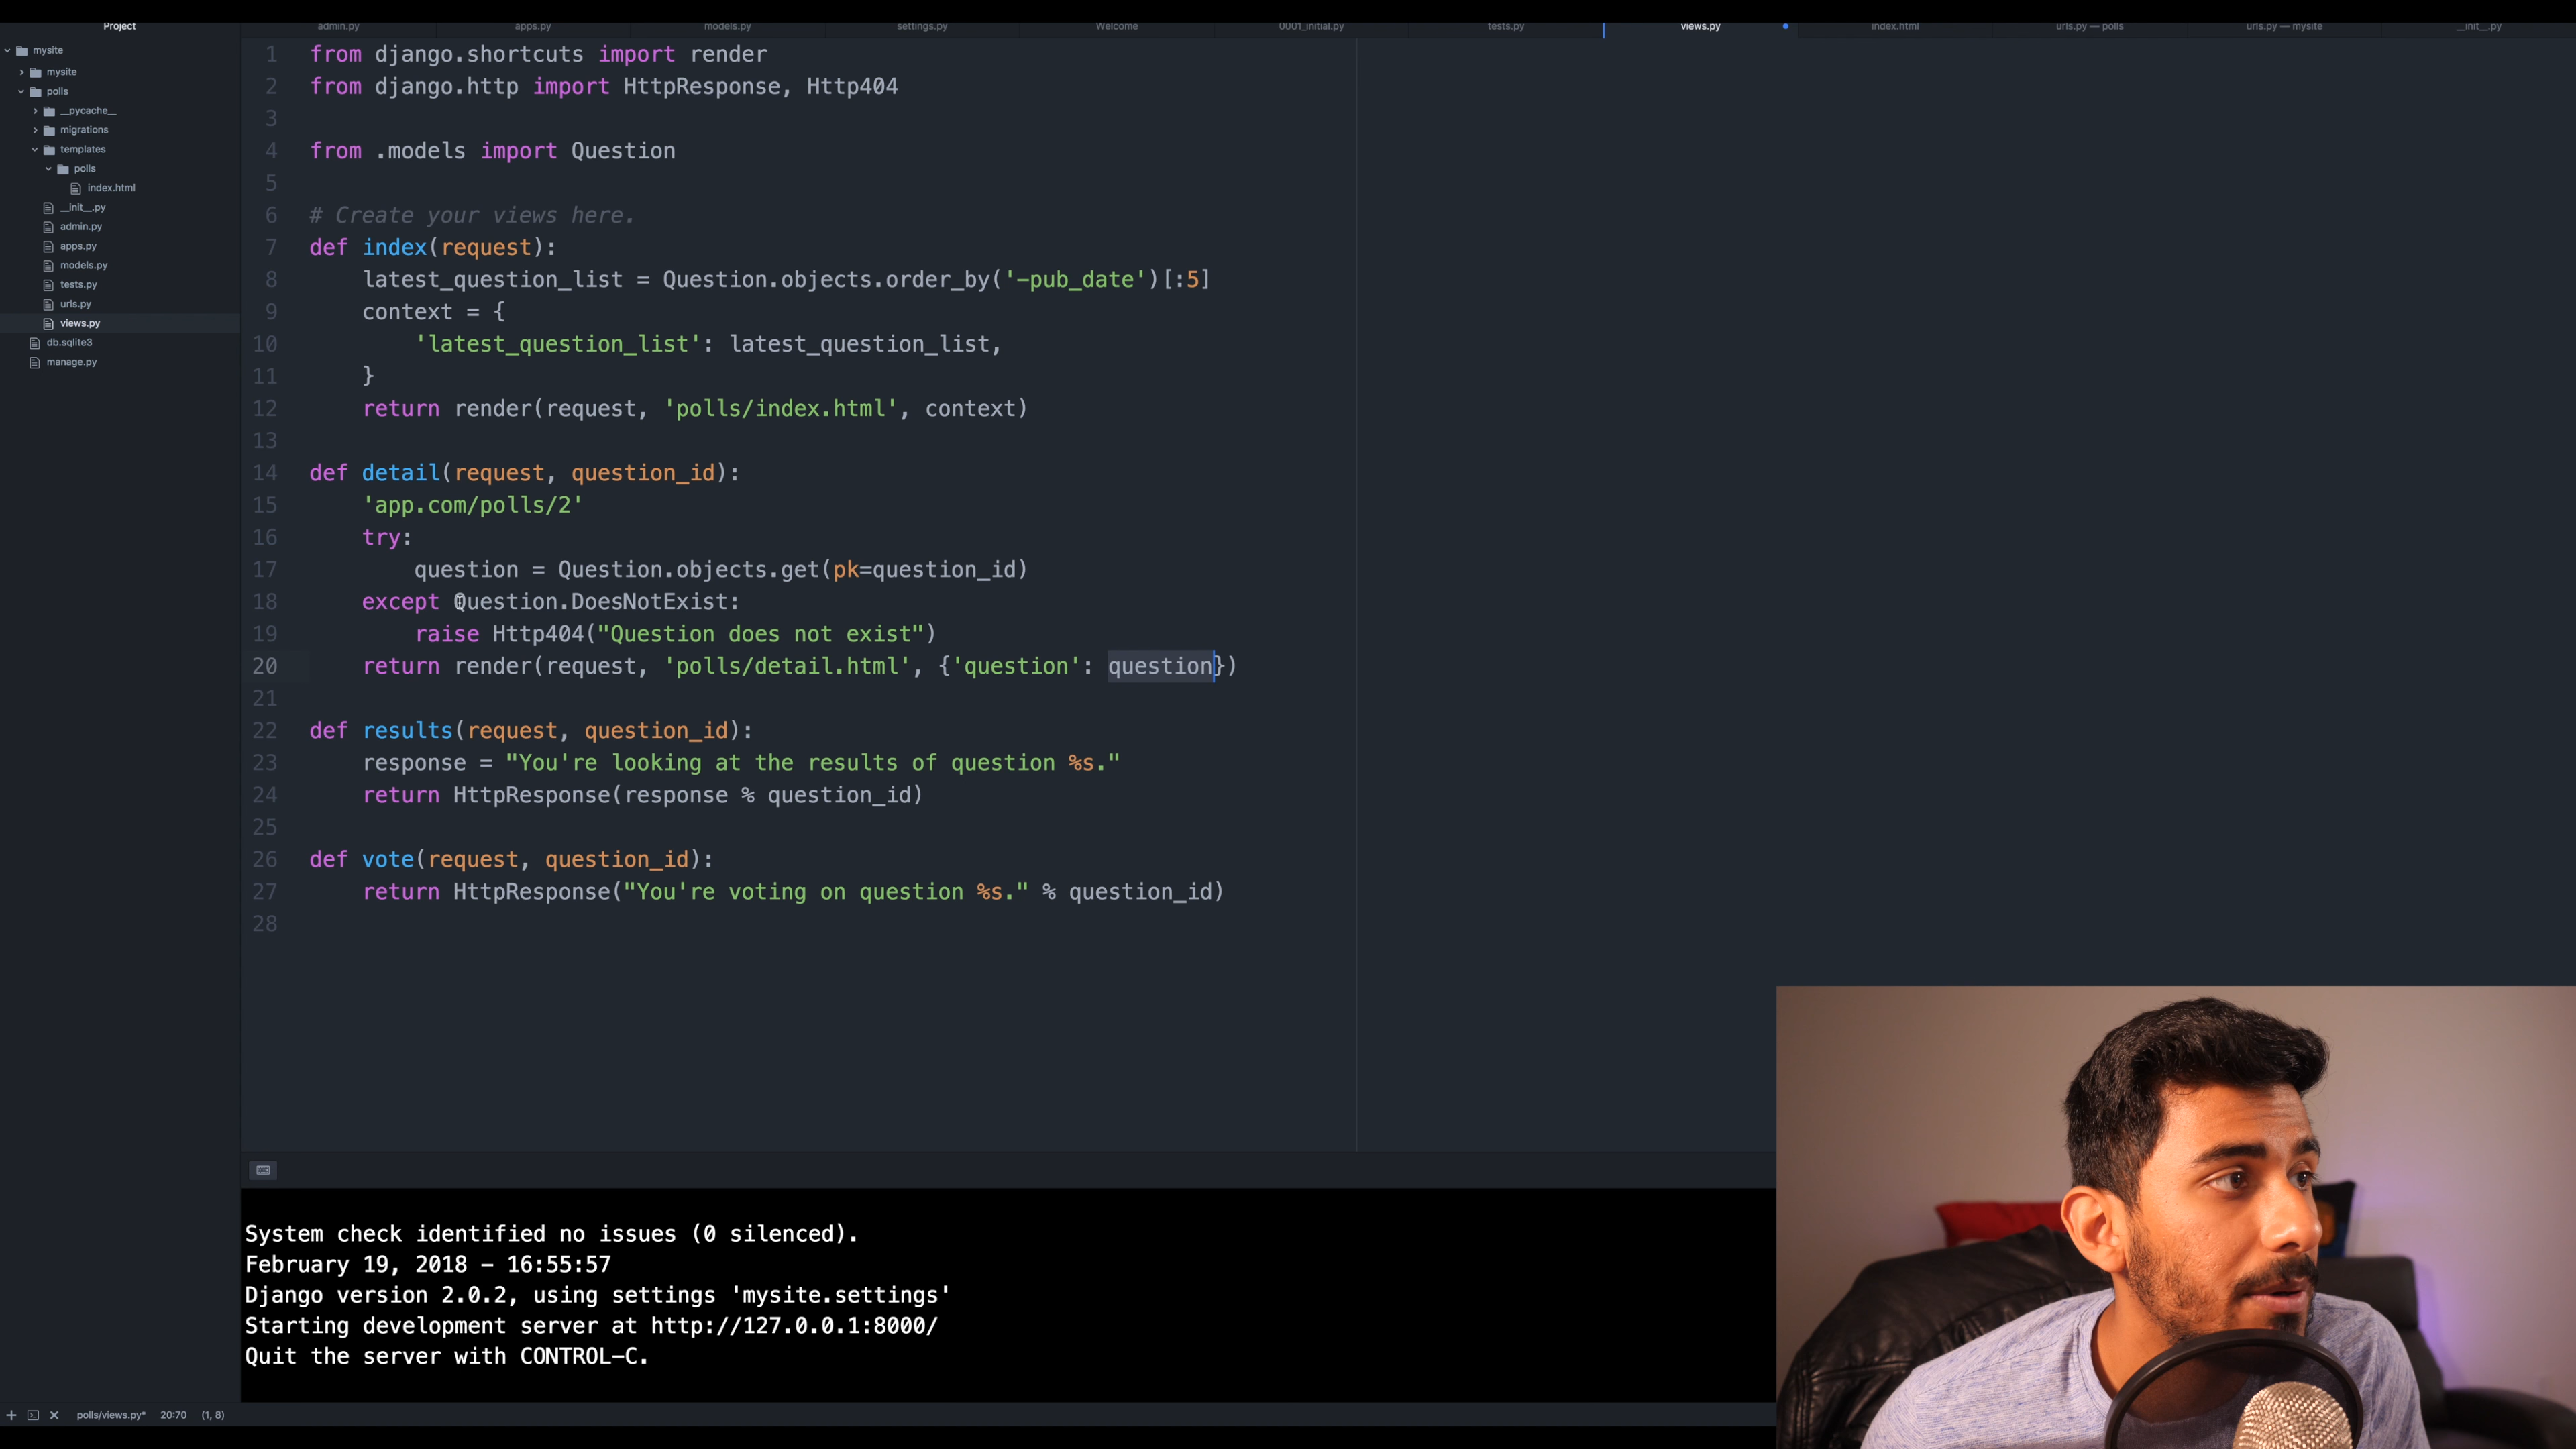 Project
admin.py
apps.py
models.py
settings.py
Welcome
0001_initial.py
tests.py
views.py
index.html
urls.py — polls
urls.py — mysite
__init__.py
mysite
mysite
polls
__pycache__
migrations
templates
polls
index.html
__init__.py
admin.py
apps.py
models.py
tests.py
urls.py
views.py
db.sqlite3
manage.py
1 from django.shortcuts import render
2 from django.http import HttpResponse, Http404
3
4 from .models import Question
5
6 # Create your views here.
7 def index(request):
8     latest_question_list = Question.objects.order_by('-pub_date')[:5]
9     context = {
10         'latest_question_list': latest_question_list,
11     }
12     return render(request, 'polls/index.html', context)
13
14 def detail(request, question_id):
15     'app.com/polls/2'
16     try:
17         question = Question.objects.get(pk=question_id)
18     except Question.DoesNotExist:
19         raise Http404("Question does not exist")
20     return render(request, 'polls/detail.html', {'question': question})
21
22 def results(request, question_id):
23     response = "You're looking at the results of question %s."
24     return HttpResponse(response % question_id)
25
26 def vote(request, question_id):
27     return HttpResponse("You're voting on question %s." % question_id)
28
System check identified no issues (0 silenced).
February 19, 2018 - 16:55:57
Django version 2.0.2, using settings 'mysite.settings'
Starting development server at http://127.0.0.1:8000/
Quit the server with CONTROL-C.
polls/views.py* 20:70 (1, 8)